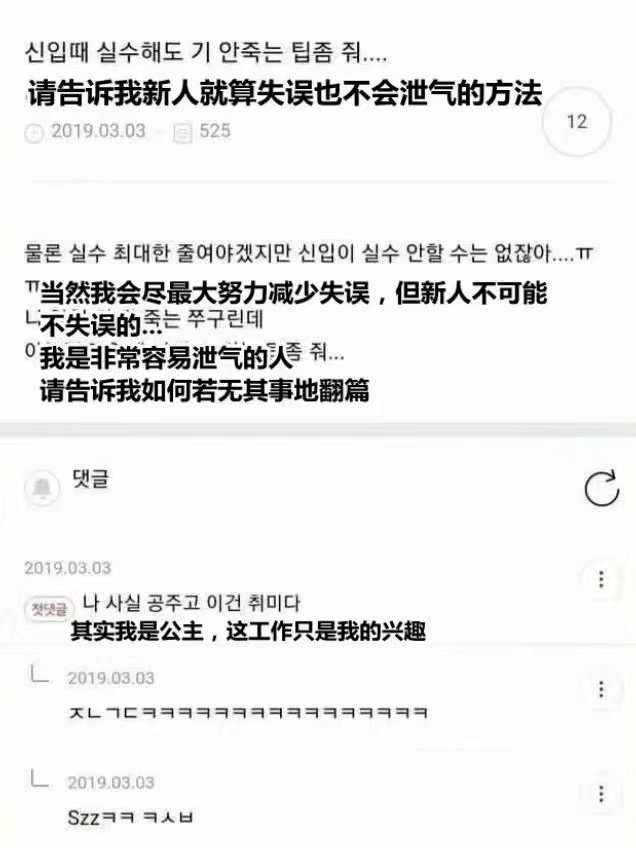 신입때 실수해도 기 안죽는 팁좀 줘....
请告诉我新人就算失误也不会泄气的方法
2019.03.03 525
12
물론 실수 최대한 줄여야겠지만 신입이 실수 안할 수는 없잖아....ㅠ
ㅠ当然我会尽最大努力减少失误，但新人不可能
不失误的...
죽는 쭈구린데
我是非常容易泄气的人
좀 줘...
请告诉我如何若无其事地翻篇
댓글
2019.03.03
첫댓글 나 사실 공주고 이건 취미다
其实我是公主，这工作只是我的兴趣
2019.03.03
ㅈㄴㄱㄷㅋㅋㅋㅋㅋㅋㅋㅋㅋㅋㅋㅋㅋㅋㅋㅋ
2019.03.03
Szzㅋㅋ ㅋㅅㅂ